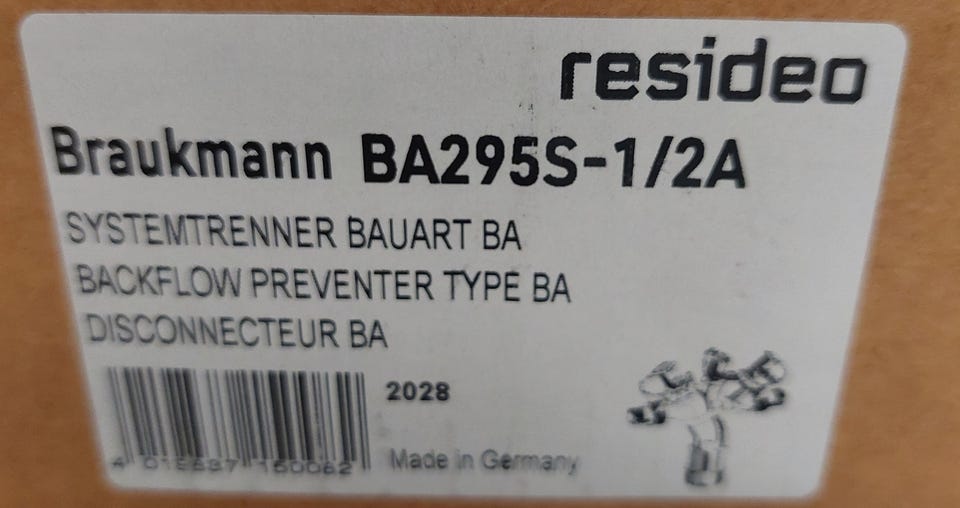 resideo
Braukmann BA295S-1/2A
SYSTEMTRENNER BAUART BA
BACKFLOW PREVENTER TYPE BA
DISCONNECTEUR BA
2028
Made in Germany